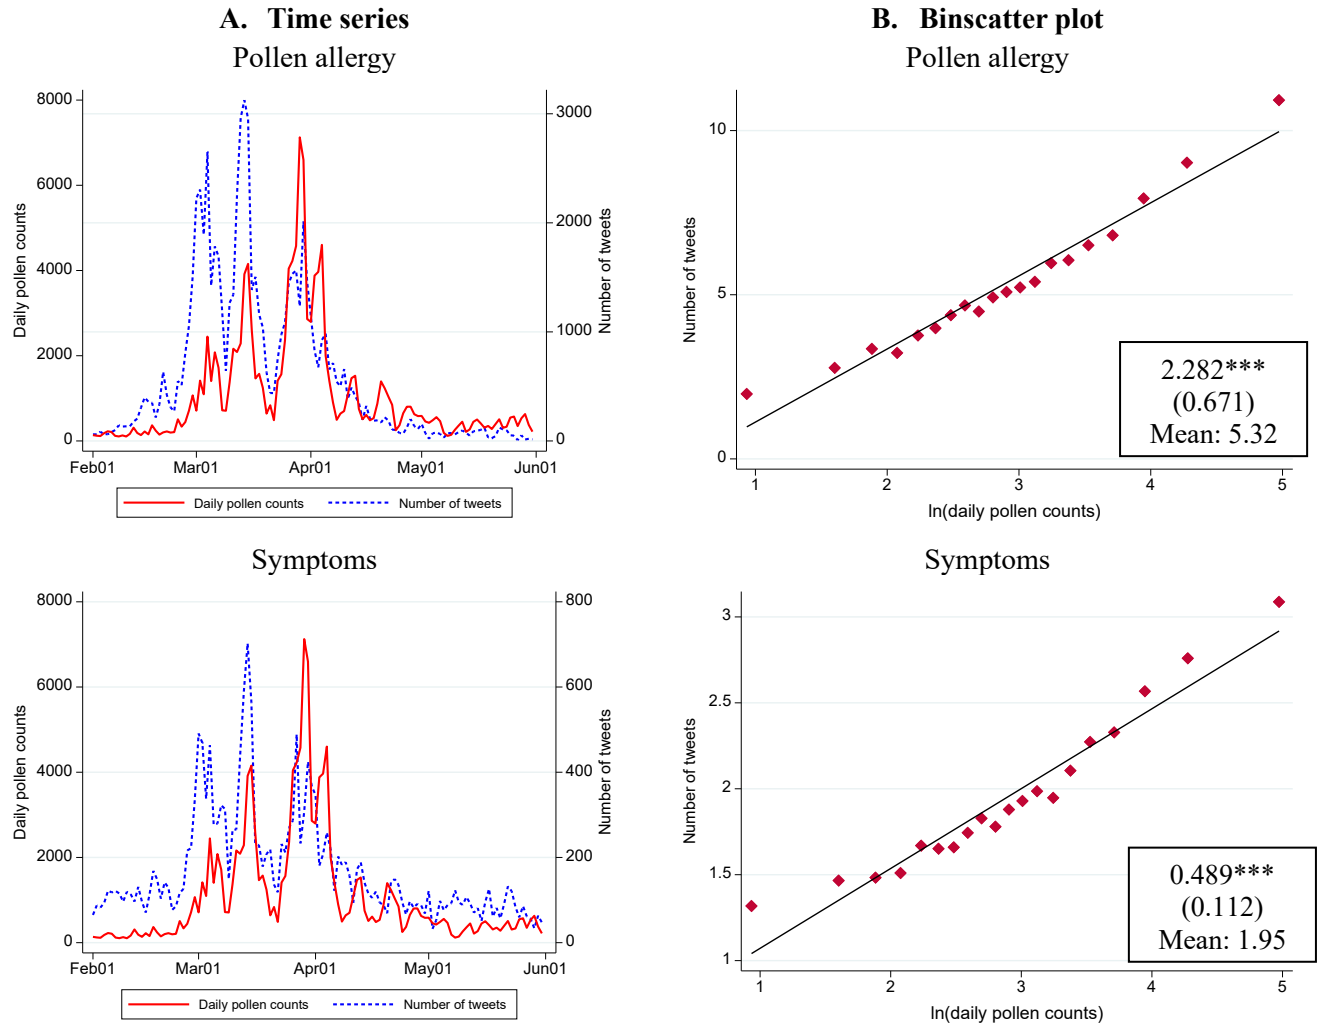 A. Time series
Pollen allergy
8000
6000
4000
2000
0
Daily pollen counts
3000
2000
1000
0
Number of tweets
Feb01 Mar01 Apr01 May01 Jun01
Daily pollen counts Number of tweets
B. Binscatter plot
Pollen allergy
10
5
0
Number of tweets
2.282***
(0.671)
Mean: 5.32
1 2 3 4 5
ln(daily pollen counts)
Symptoms
8000
6000
4000
2000
0
Daily pollen counts
800
600
400
200
0
Number of tweets
Feb01 Mar01 Apr01 May01 Jun01
Daily pollen counts Number of tweets
Symptoms
3
2.5
2
1.5
1
Number of tweets
0.489***
(0.112)
Mean: 1.95
1 2 3 4 5
ln(daily pollen counts)